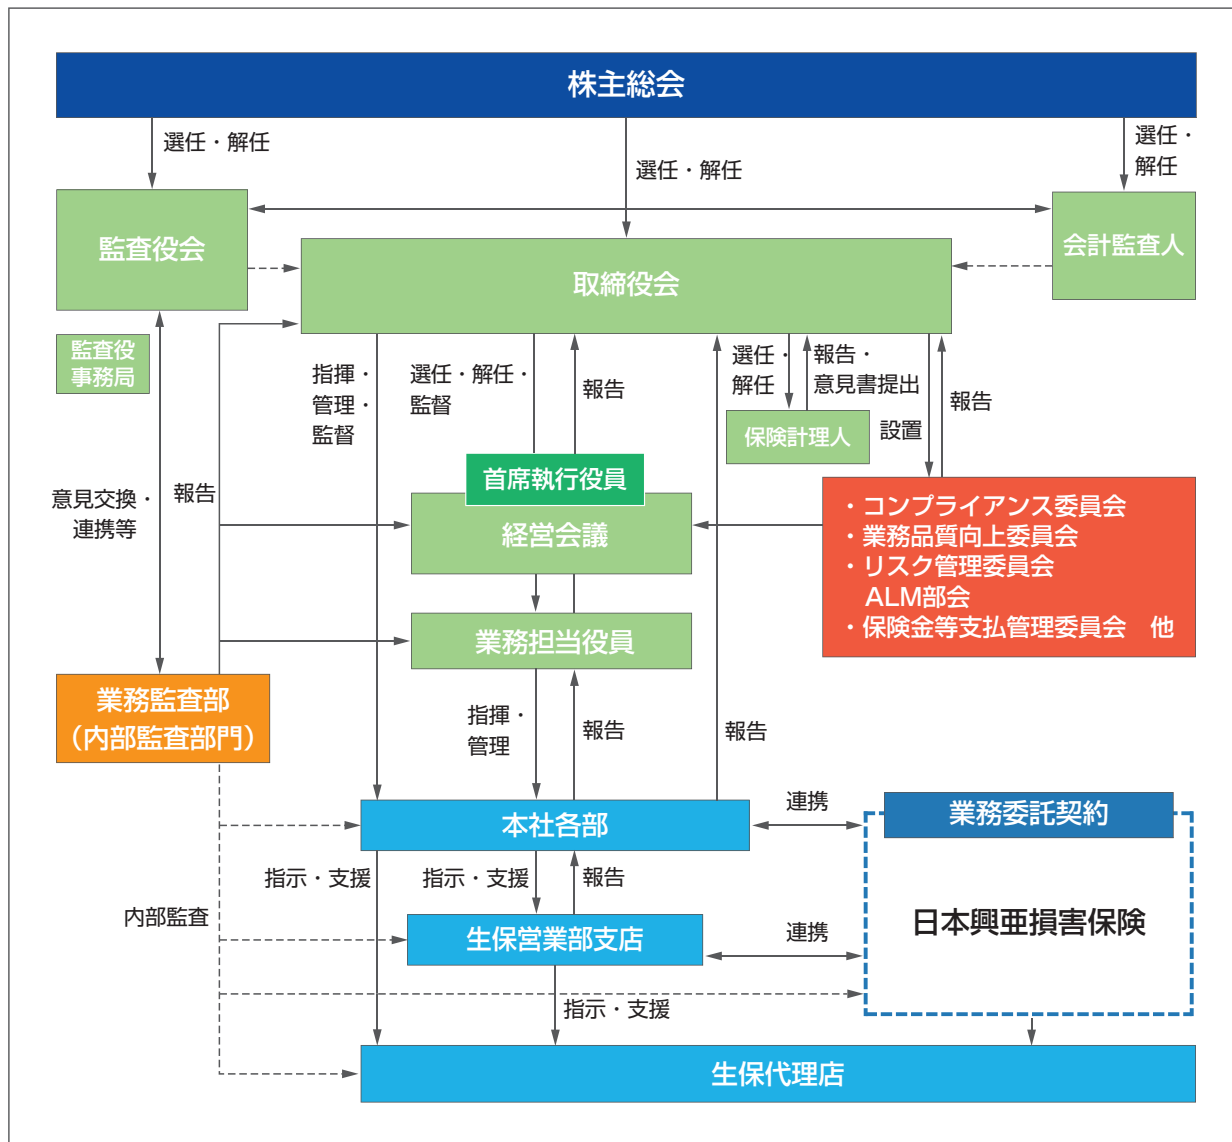 株主総会
選任・解任
選任・解任
選任・
解任
監査役会
会計監査人
取締役会
監査役
事務局
指揮・
管理・
監督
選任・解任・
監督
報告
選任・
解任
報告・
意見書提出
保険計理人
設置
報告
首席執行役員
経営会議
意見交換・
連携等
報告
・コンプライアンス委員会
・業務品質向上委員会
・リスク管理委員会
ALM部会
・保険金等支払管理委員会　他
業務担当役員
業務監査部
（内部監査部門）
指揮・
管理
報告
報告
本社各部
連携
業務委託契約
指示・支援
指示・支援
報告
内部監査
生保営業部支店
連携
日本興亜損害保険
指示・支援
生保代理店